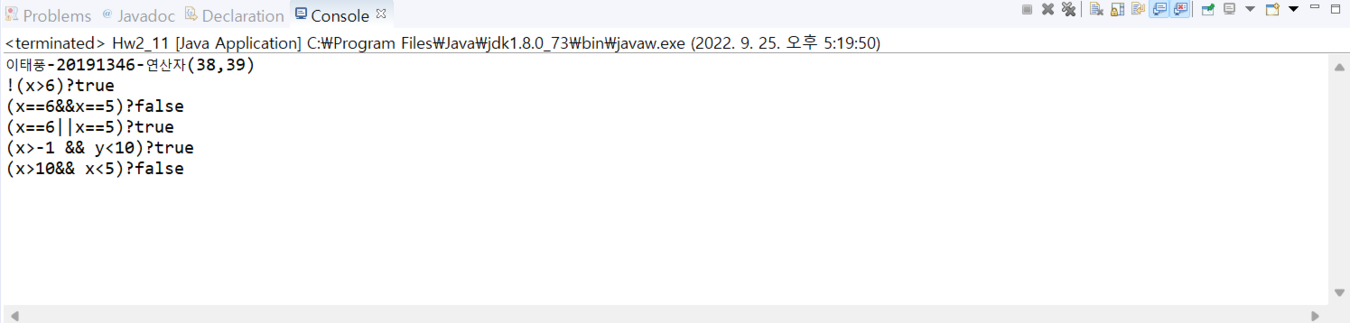 Problems Javadoc Declaration Console
<terminated> Hw2_11 [Java Application] C:₩Program Files₩Java₩jdk1.8.0_73₩bin₩javaw.exe (2022. 9. 25. 오후 5:19:50)
이태풍-20191346-연산자(38,39)
!(x>6)?true
(x==6&&x==5)?false
(x==6||x==5)?true
(x>-1 && y<10)?true
(x>10&& x<5)?false